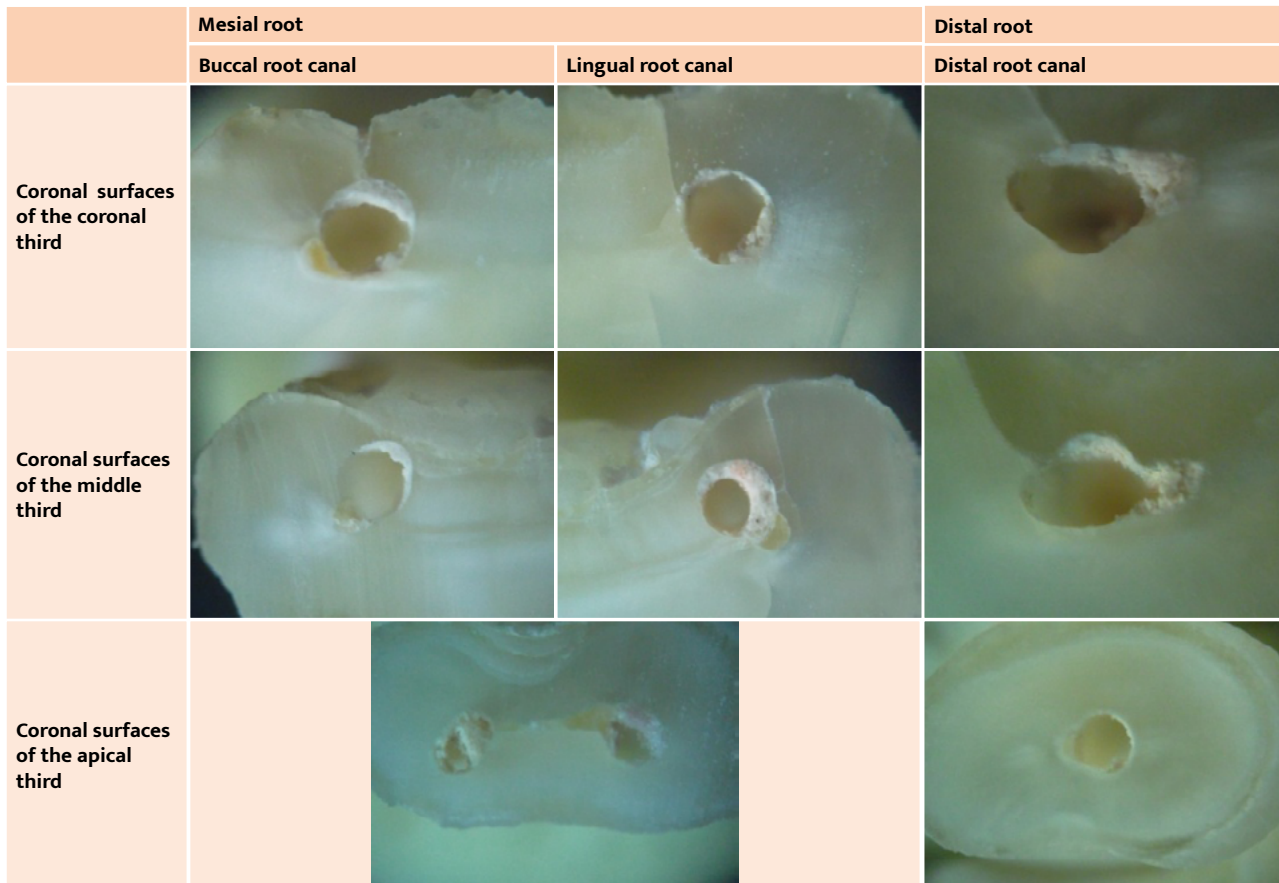 Mesial root
Distal root
Buccal root canal
Lingual root canal
Distal root canal
Coronal surfaces
of the coronal
third
Coronal surfaces
of the middle
third
Coronal surfaces
of the apical
third